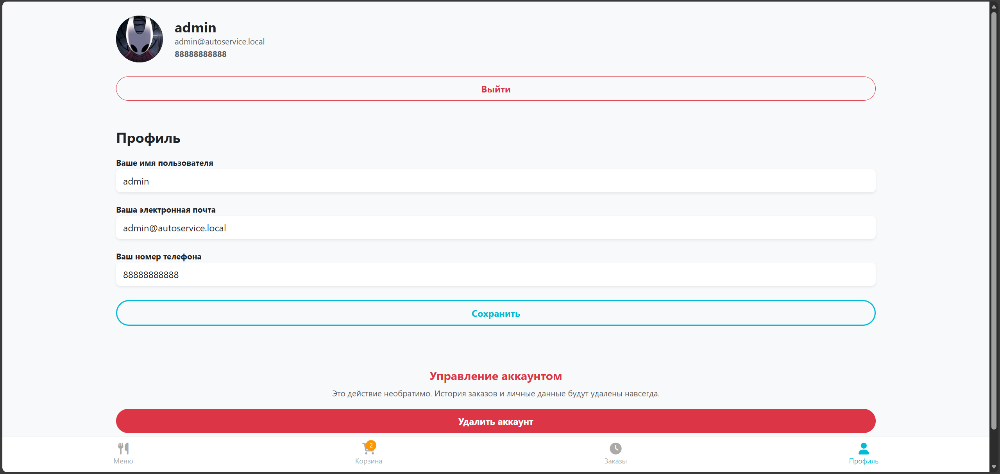 admin
admin@autoservice.local
88888888888
Выйти
Профиль
Ваше имя пользователя
admin
Ваша электронная почта
admin@autoservice.local
Ваш номер телефона
88888888888
Сохранить
Управление аккаунтом
Это действие необратимо. История заказов и личные данные будут удалены навсегда.
Удалить аккаунт
2
Меню
Корзина
Заказы
Профиль